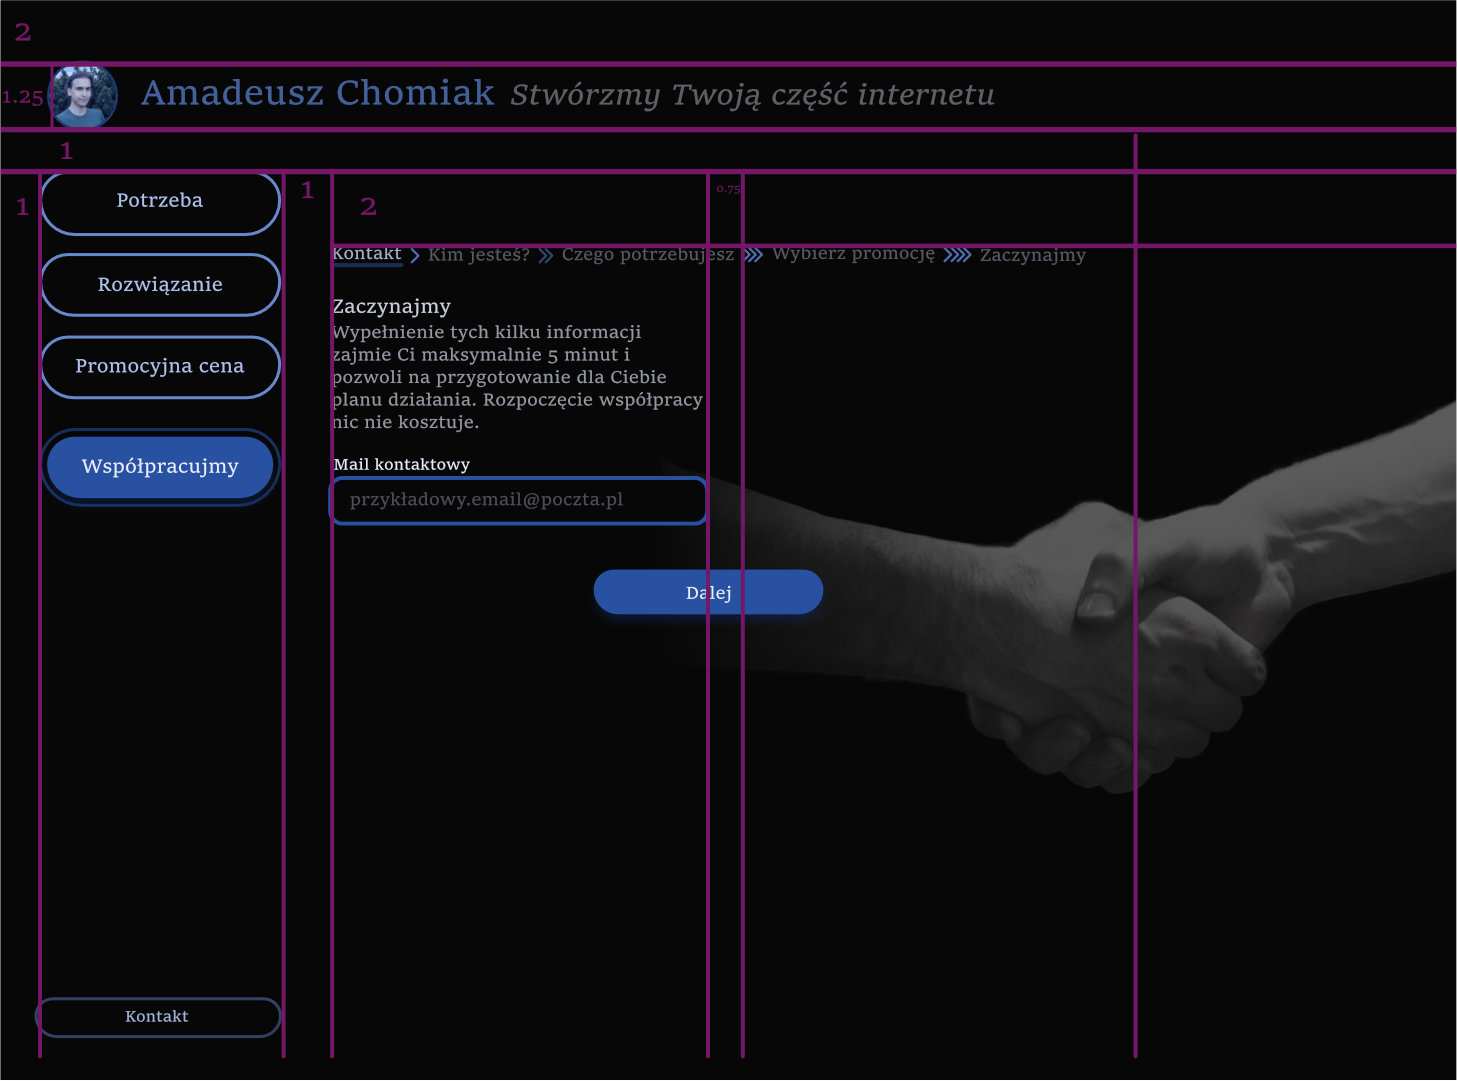 2
1.25
Amadeusz Chomiak Stwórzmy Twoją część internetu
1
1
Potrzeba
1
2
0.75
Kontakt Kim jesteś? Czego potrzebujesz Wybierz promocję Zaczynajmy
Rozwiązanie
Promocyjna cena
Współpracujmy
Zaczynajmy
Wypełnienie tych kilku informacji
zajmie Ci maksymalnie 5 minut i
pozwoli na przygotowanie dla Ciebie
planu działania. Rozpoczęcie współpracy
nic nie kosztuje.
Mail kontaktowy
przykładowy.email@poczta.pl
Dalej
Kontakt